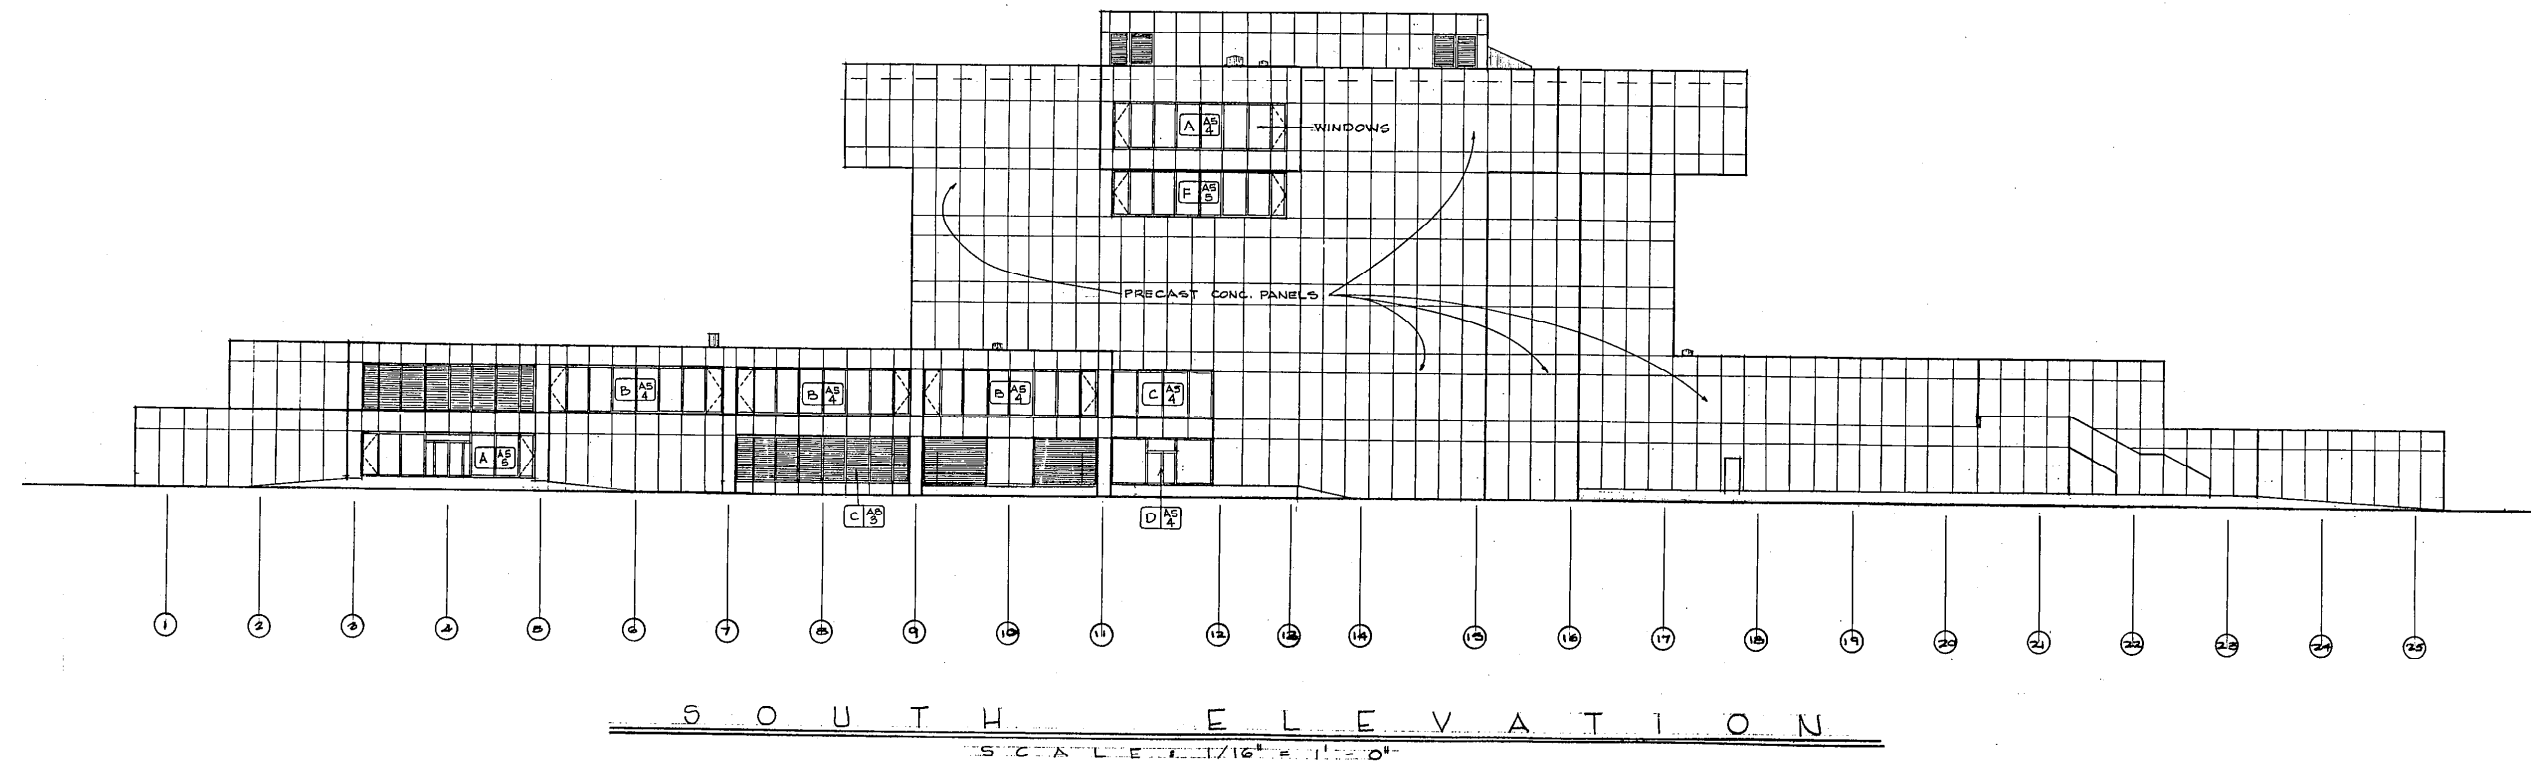 A A5 4
WINDOWS
F A5 5
PRECAST CONC. PANELS
B A5 4
B A5 4
B A5 4
C A5 4
A A5 5
C A8 3
D A5 4
1 2 3 4 5 6 7 8 9 10 11 12 13 14 15 16 17 18 19 20 21 22 23 24 25
SOUTH ELEVATION
SCALE: 1/16" = 1'-0"